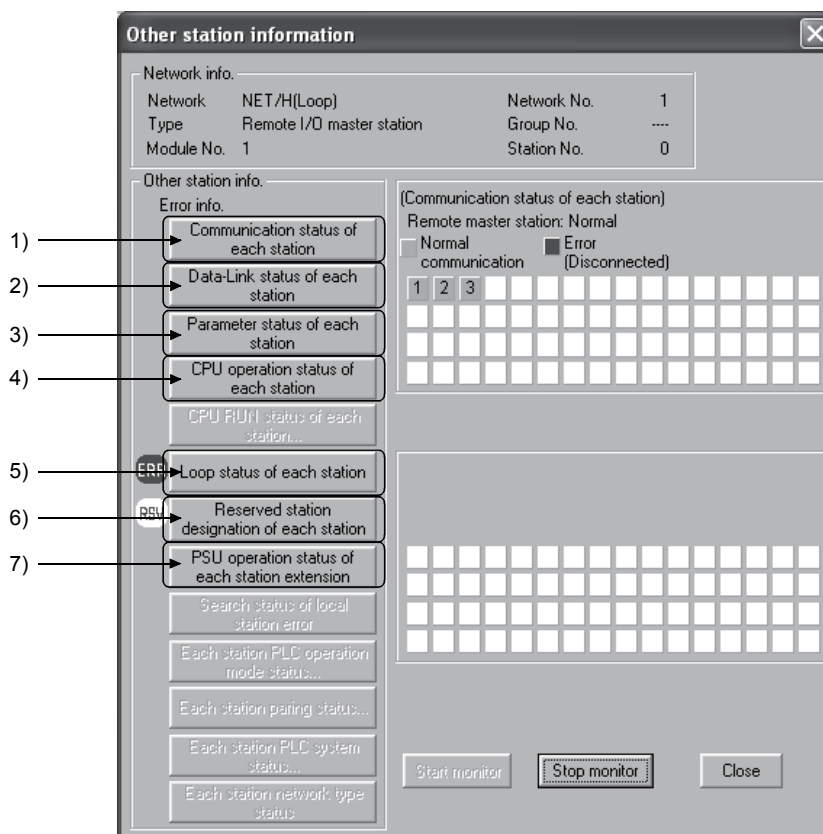 Other station information
Network info.
Network NET/H(Loop) Network No. 1
Type Remote I/O master station Group No. ----
Module No. 1 Station No. 0
Other station info.
Error info.
1) Communication status of
each station
2) Data-Link status of each
station
3) Parameter status of each
station
4) CPU operation status of
each station
CPU RUN status of each
station...
5) ERR Loop status of each station
6) RSV Reserved station
designation of each station
7) PSU operation status of
each station extension
Search status of local
station error
Each station PLC operation
mode status...
Each station paring status...
Each station PLC system
status...
Each station network type
status
(Communication status of each station)
Remote master station: Normal
Normal
communication
Error
(Disconnected)
1 2 3
Start monitor Stop monitor Close